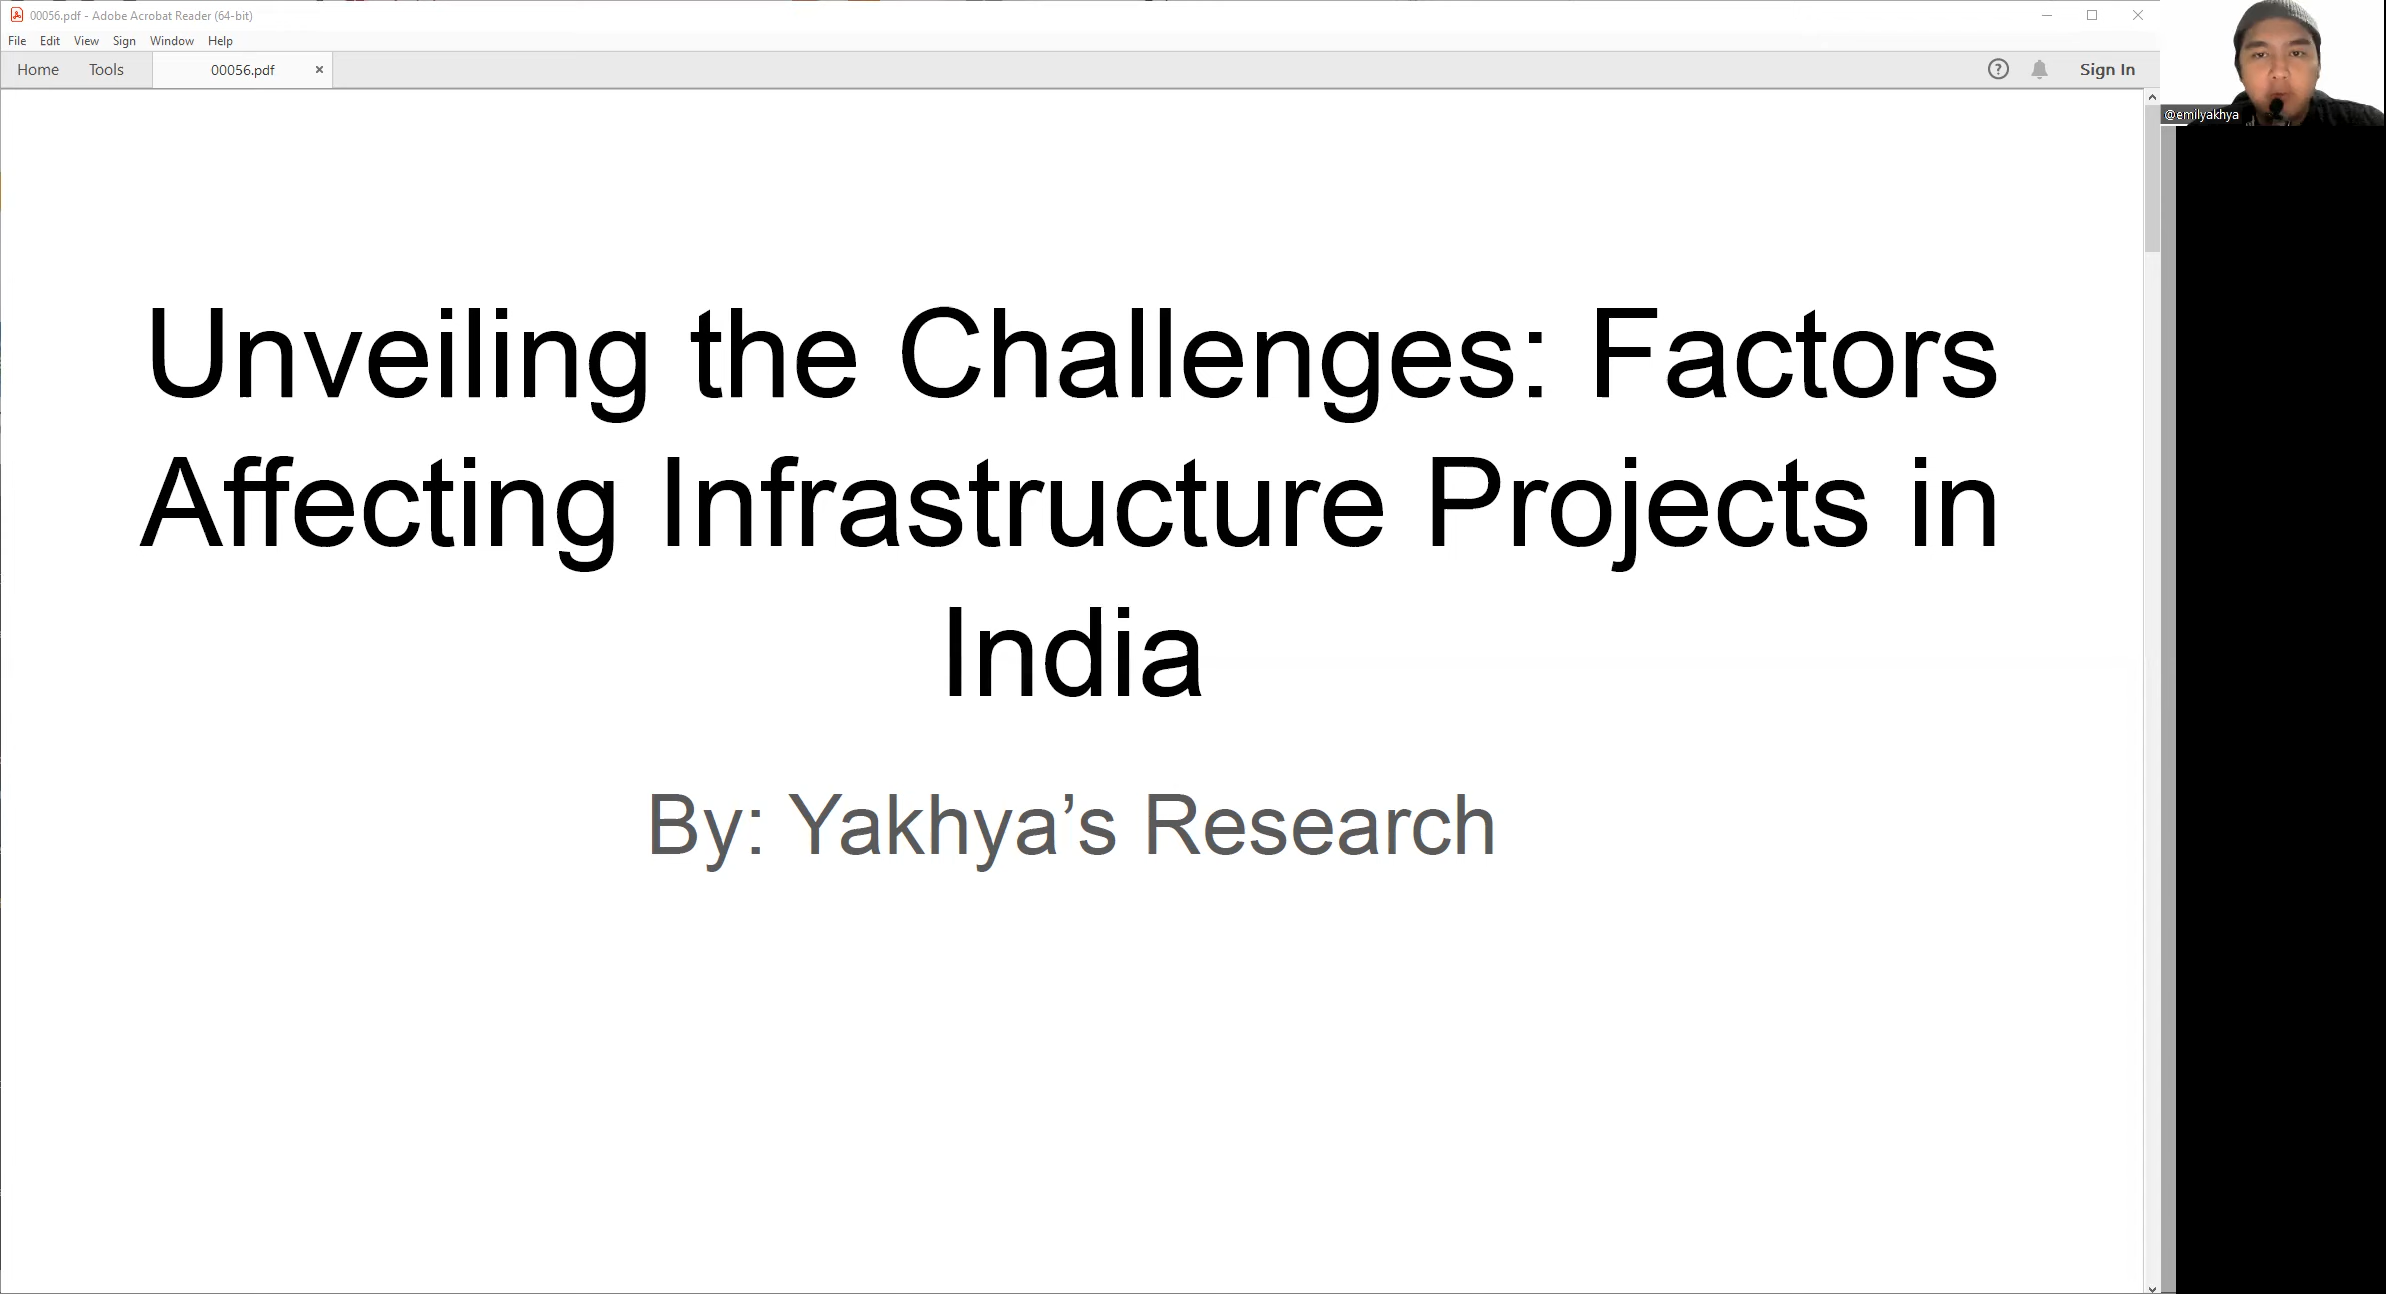 00056.pdf - Adobe Acrobat Reader (64-bit)
File Edit View Sign Window Help
Home Tools 00056.pdf × Sign In
@emilyakhya
Unveiling the Challenges: Factors
Affecting Infrastructure Projects in
India
By: Yakhya’s Research